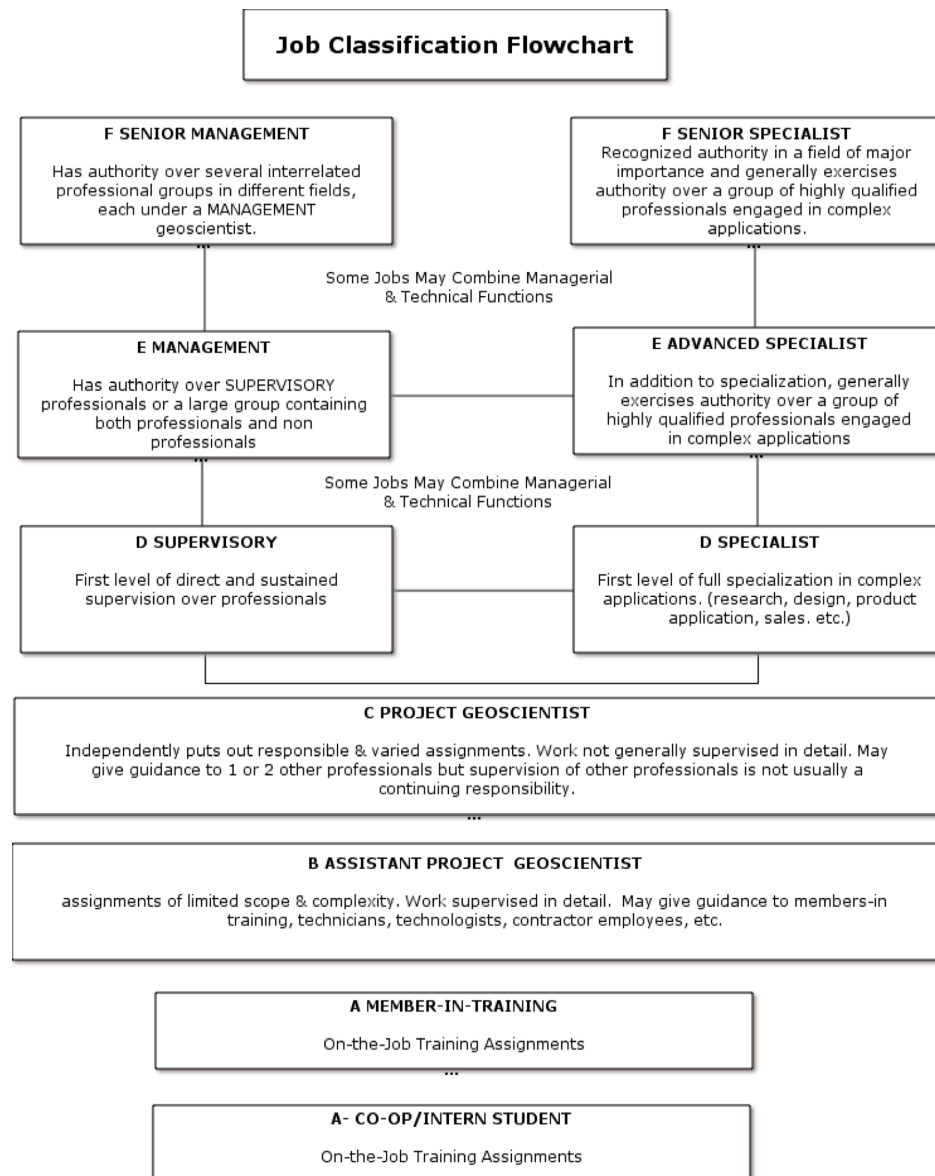 Job Classification Flowchart
F SENIOR MANAGEMENT
Has authority over several interrelated
professional groups in different fields,
each under a MANAGEMENT
geoscientist.
...
F SENIOR SPECIALIST
Recognized authority in a field of major
importance and generally exercises
authority over a group of highly qualified
professionals engaged in complex
applications.
...
Some Jobs May Combine Managerial
& Technical Functions
E MANAGEMENT
Has authority over SUPERVISORY
professionals or a large group containing
both professionals and non
professionals
...
E ADVANCED SPECIALIST
In addition to specialization, generally
exercises authority over a group of
highly qualified professionals engaged
in complex applications
...
Some Jobs May Combine Managerial
& Technical Functions
D SUPERVISORY
First level of direct and sustained
supervision over professionals
D SPECIALIST
First level of full specialization in complex
applications. (research, design, product
application, sales. etc.)
C PROJECT GEOSCIENTIST
Independently puts out responsible & varied assignments. Work not generally supervised in detail. May
give guidance to 1 or 2 other professionals but supervision of other professionals is not usually a
continuing responsibility.
...
B ASSISTANT PROJECT  GEOSCIENTIST
assignments of limited scope & complexity. Work supervised in detail.  May give guidance to members-in
training, technicians, technologists, contractor employees, etc.
A MEMBER-IN-TRAINING
On-the-Job Training Assignments
...
A- CO-OP/INTERN STUDENT
On-the-Job Training Assignments